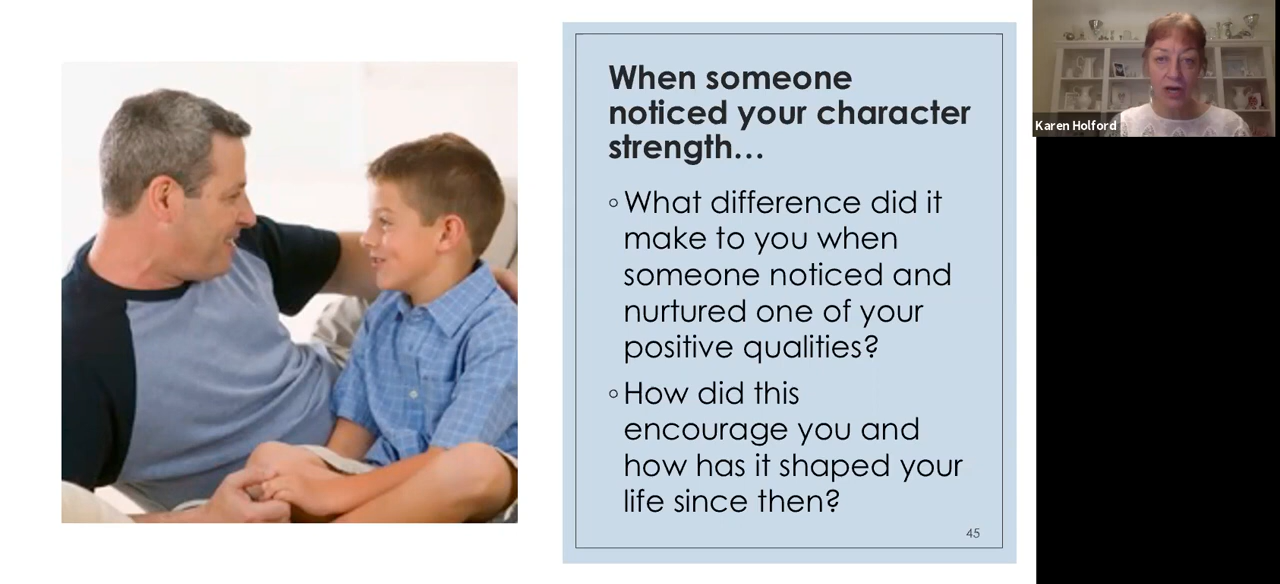 When someone
noticed your character
strength…
◦What difference did it
make to you when
someone noticed and
nurtured one of your
positive qualities?
◦How did this
encourage you and
how has it shaped your
life since then?
45
Karen Holford